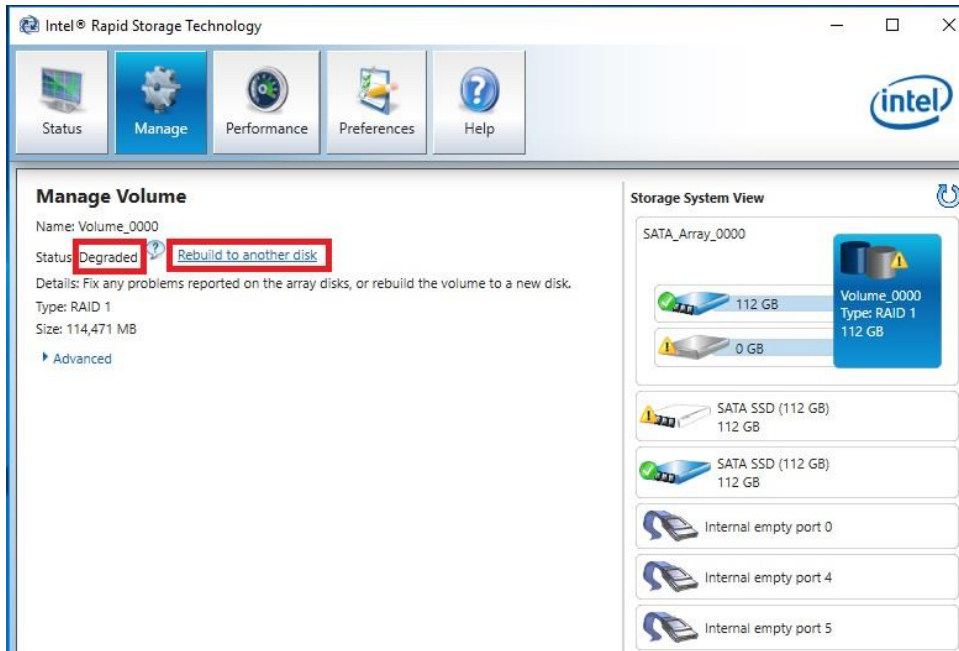 Intel® Rapid Storage Technology
Status
Manage
Performance
Preferences
Help
intel
Manage Volume
Name: Volume_0000
Status: Degraded ? Rebuild to another disk
Details: Fix any problems reported on the array disks, or rebuild the volume to a new disk.
Type: RAID 1
Size: 114,471 MB
Advanced
Storage System View
SATA_Array_0000
112 GB
0 GB
Volume_0000
Type: RAID 1
112 GB
SATA SSD (112 GB)
112 GB
SATA SSD (112 GB)
112 GB
Internal empty port 0
Internal empty port 4
Internal empty port 5